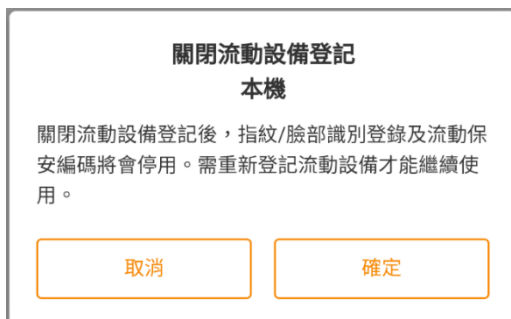 關閉流動設備登記
本機
關閉流動設備登記後，指紋/臉部識別登錄及流動保
安編碼將會停用。需重新登記流動設備才能繼續使
用。
取消
確定